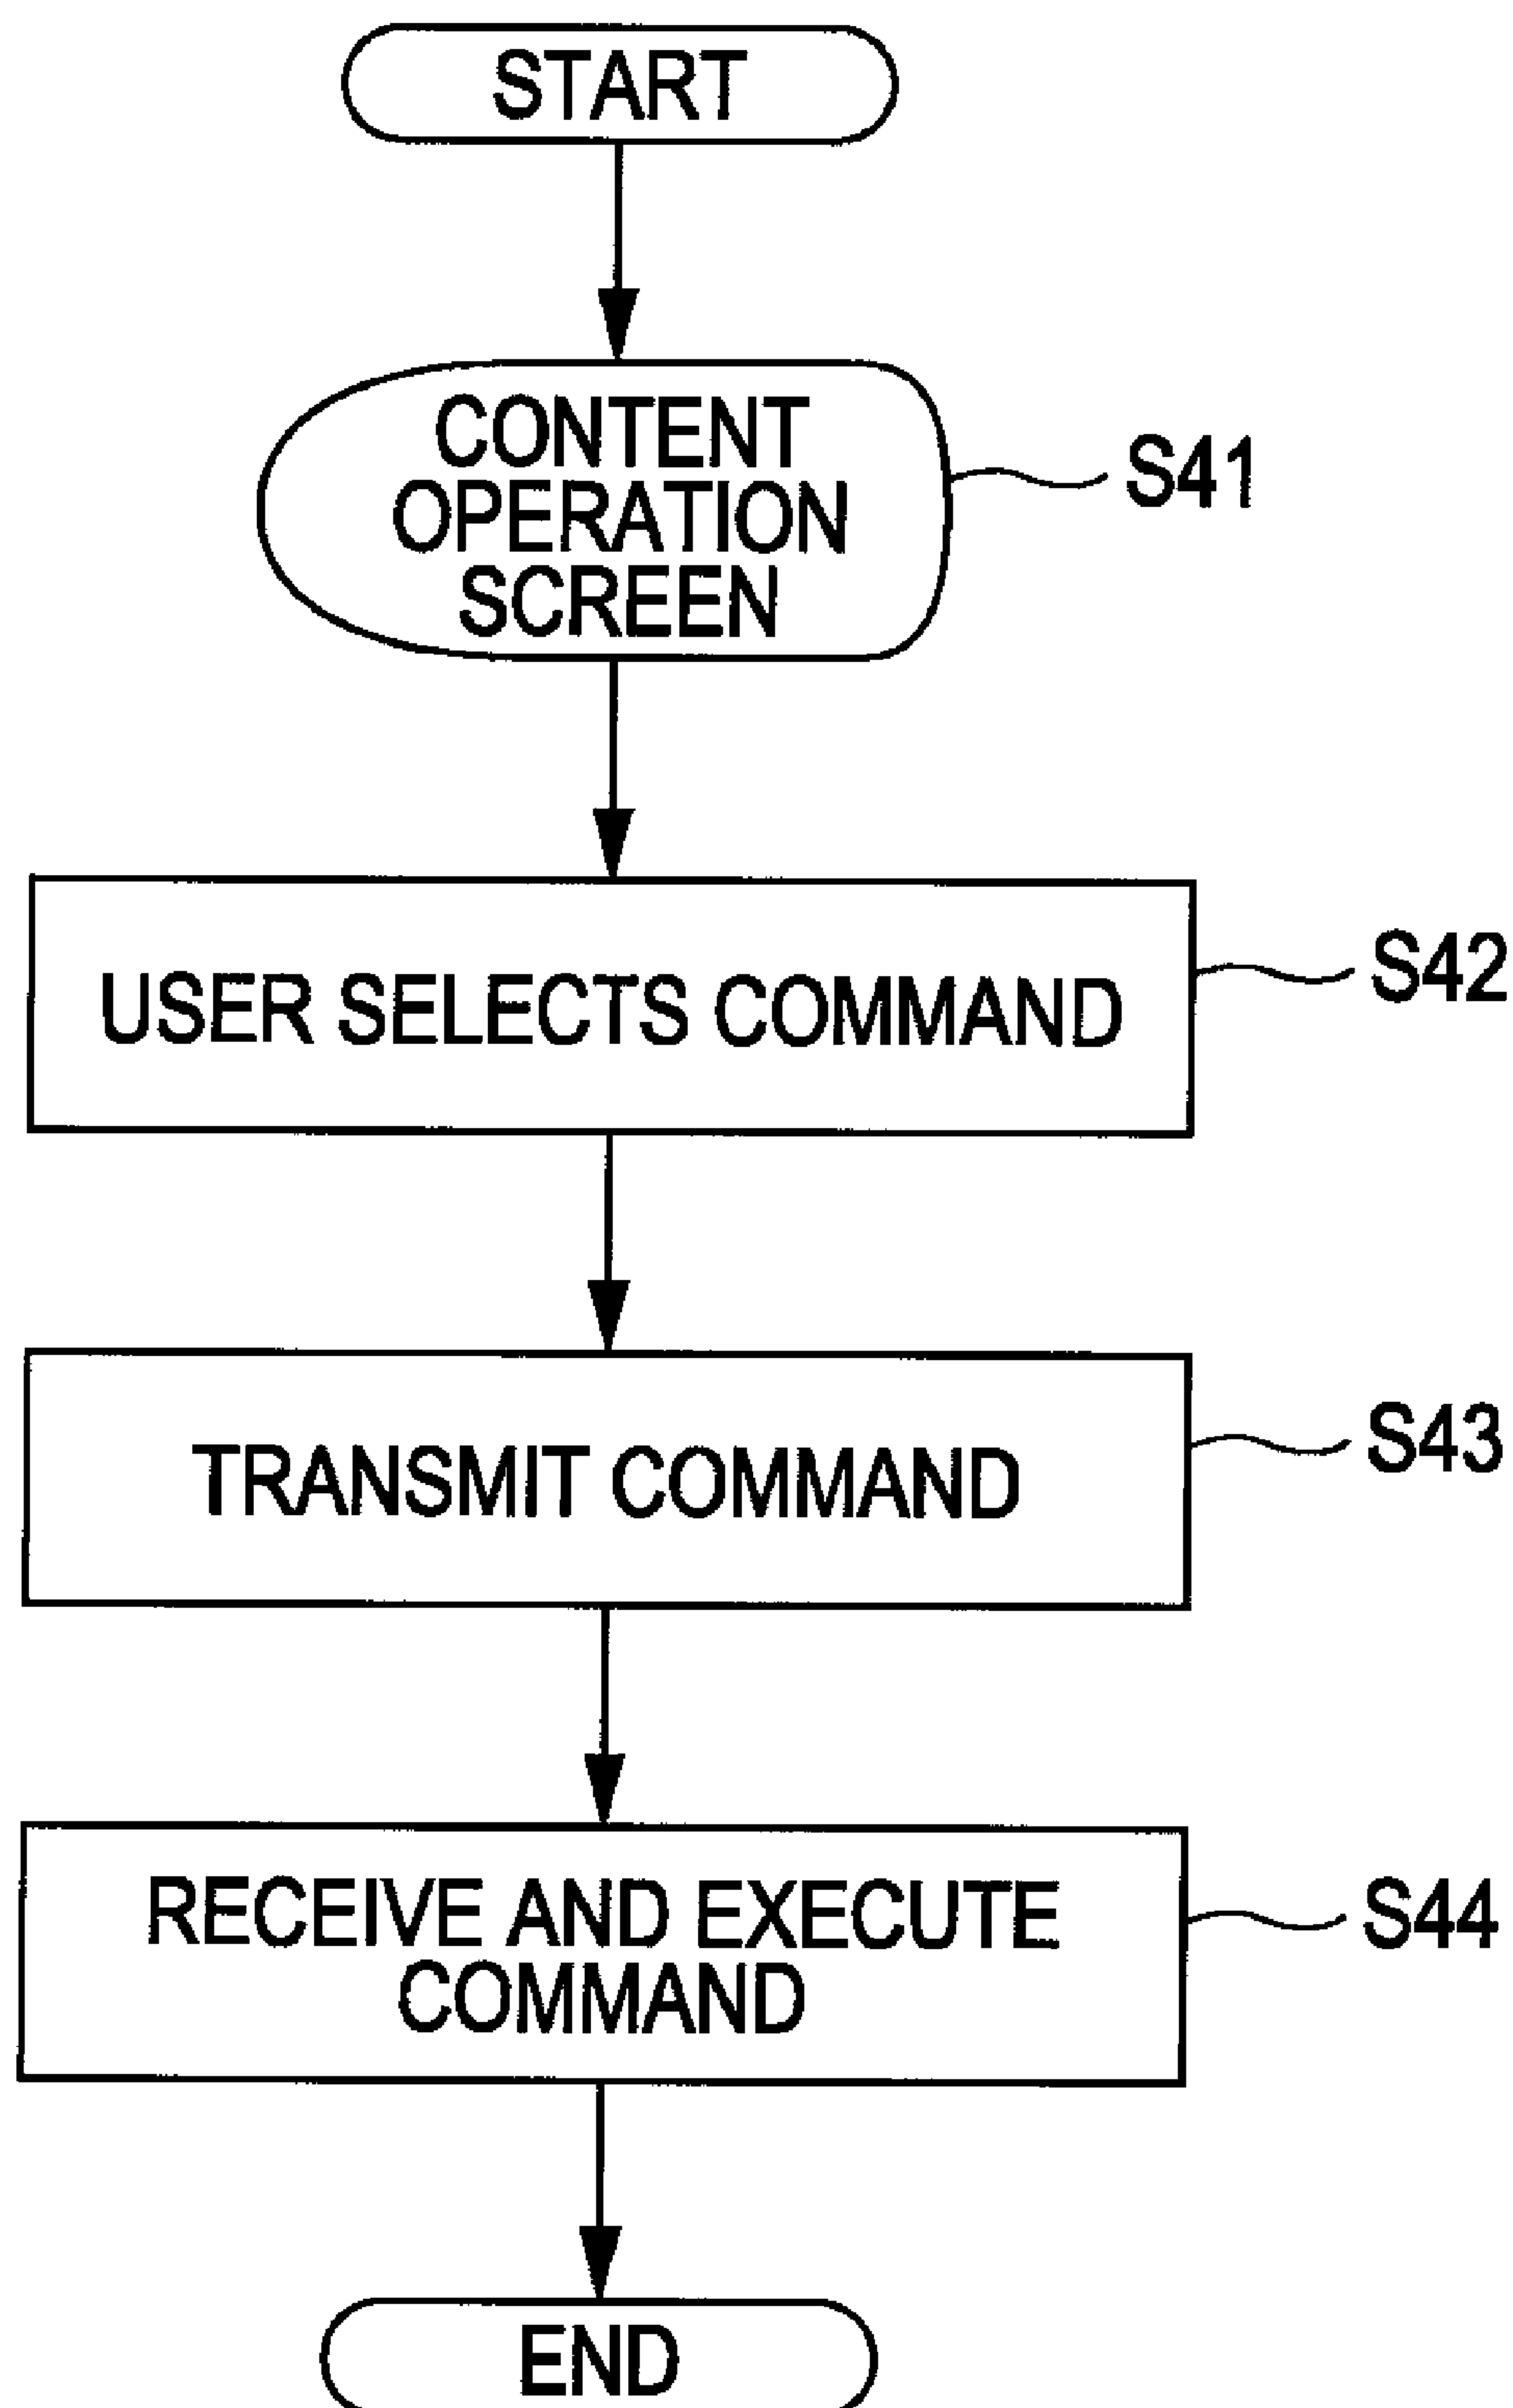 START
CONTENT
OPERATION
SCREEN
S41
USER SELECTS COMMAND
S42
TRANSMIT COMMAND
S43
RECEIVE AND EXECUTE
COMMAND
S44
END